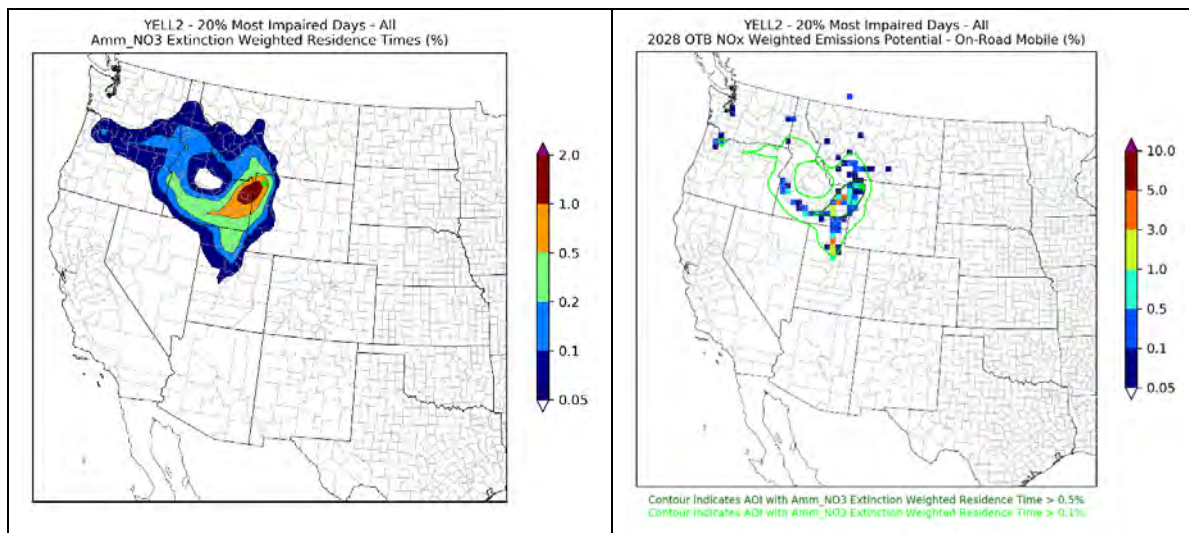 YELL2 - 20% Most Impaired Days - All
Amm_NO3 Extinction Weighted Residence Times (%)
2.0
1.0
0.5
0.2
0.1
0.05
YELL2 - 20% Most Impaired Days - All
2028 OTB NOx Weighted Emissions Potential - On-Road Mobile (%)
10.0
5.0
3.0
1.0
0.5
0.1
0.05
Contour indicates AOI with Amm_NO3 Extinction Weighted Residence Time > 0.5%
Contour indicates AOI with Amm_NO3 Extinction Weighted Residence Time > 0.1%